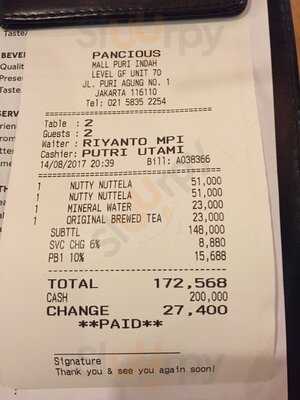 PANCIOUS
MALL PURI INDAH
LEVEL GF UNIT 70
JL. PURI AGUNG NO. 1
JAKARTA 116110
Tel: 021 5835 2254
Table : 2
Guests : 2
Waiter : RIYANTO MPI
Cashier: PUTRI UTAMI
14/08/2017 20:39 Bill: A038366
1 NUTTY NUTTELA 51,000
1 NUTTY NUTTELA 51,000
1 MINERAL WATER 23,000
1 ORIGINAL BREWED TEA 23,000
SUBTTL 148,000
SVC CHG 6% 8,880
PB1 10% 15,688
TOTAL 172,568
CASH 200,000
CHANGE 27,400
**PAID**
Signature
Thank you & see you again soon!